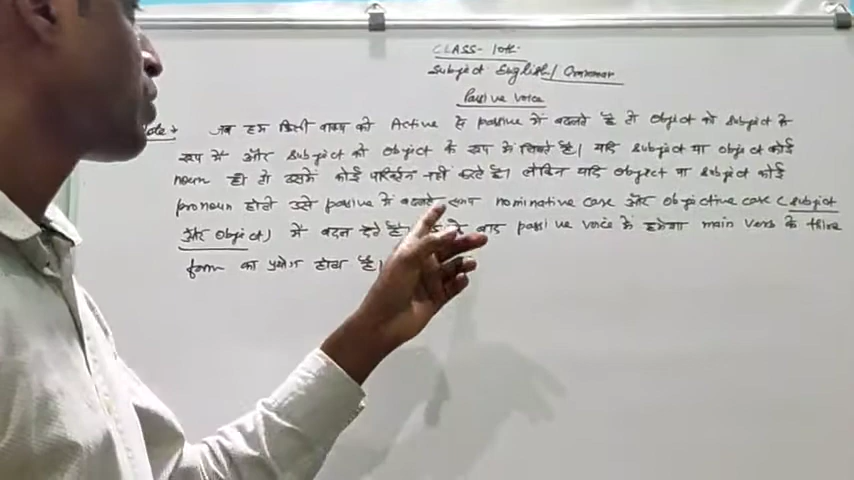 CLASS- 10th
Subject English/ Grammar
Passive voice
Note → जब हम किसी वाक्य को Active से passive में बदलते है तो object को subject के
रूप में और subject को object के रूप में लिखते है। यदि subject या object कोई
noun हो तो उसमें कोई परिवर्तन नहीं करते है। लेकिन यदि object या subject कोई
pronoun होतो उसे passive में बदलते समय nominative case और objective case (subject
और object) में बदल देते है। के बाद passive voice में हमेशा main verb के third
form का प्रयोग होता है।